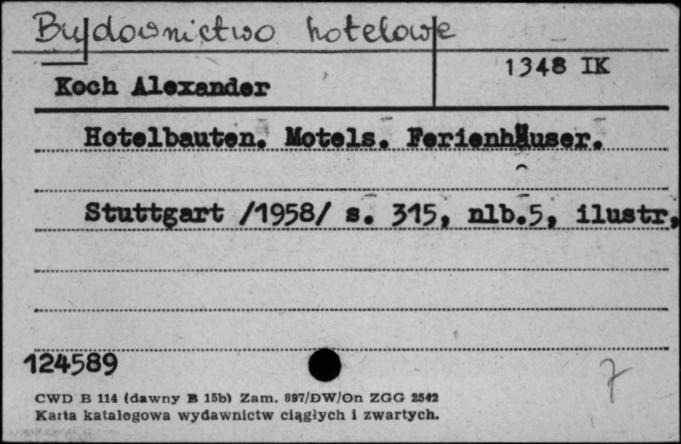 Budownictwo hotelowe
1348 IK
Koch Alexander
Hotelbauten. Motels. Ferienhäuser.
Stuttgart /1958/ s. 315, nlb.5, ilustr,
124589
7
CWD B 114 (dawny B 15b) Zam. 897/DW/On ZGG 2542
Karta katalogowa wydawnictw ciągłych i zwartych.